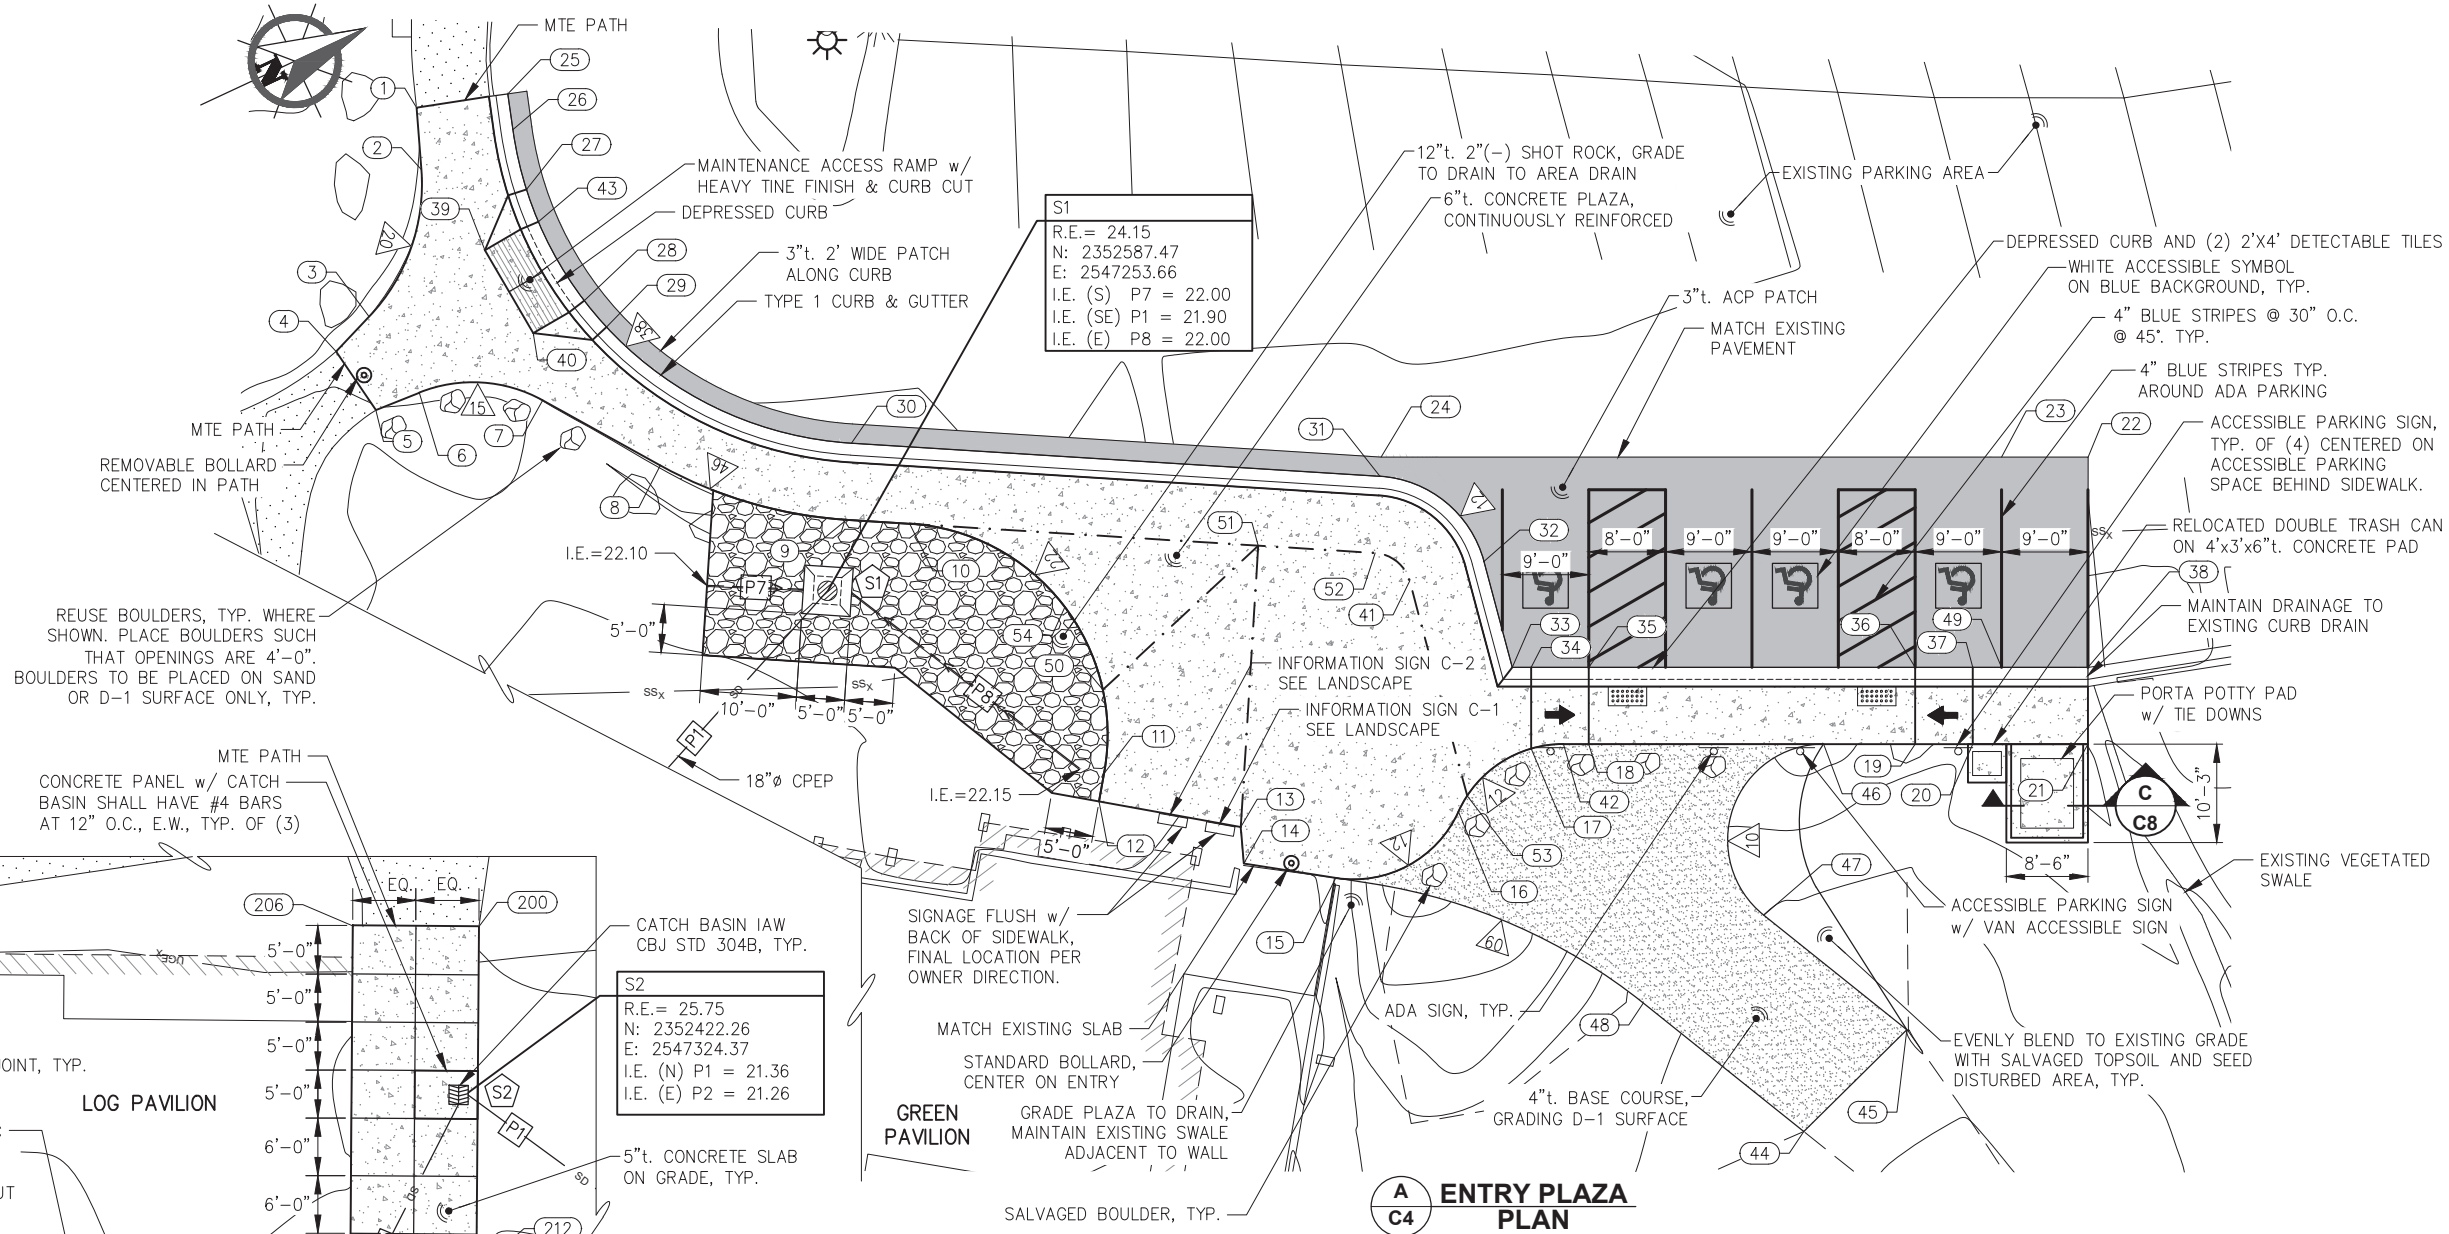 N
MTE PATH
1
25
26
2
27
43
39
20
3
28
29
4
38
40
MAINTENANCE ACCESS RAMP w/
HEAVY TINE FINISH & CURB CUT
DEPRESSED CURB
3"t. 2' WIDE PATCH
ALONG CURB
TYPE 1 CURB & GUTTER
S1
R.E.= 24.15
N: 2352587.47
E: 2547253.66
I.E. (S) P7 = 22.00
I.E. (SE) P1 = 21.90
I.E. (E) P8 = 22.00
12"t. 2"(-) SHOT ROCK, GRADE
TO DRAIN TO AREA DRAIN
6"t. CONCRETE PLAZA,
CONTINUOUSLY REINFORCED
EXISTING PARKING AREA
3"t. ACP PATCH
MATCH EXISTING
PAVEMENT
DEPRESSED CURB AND (2) 2'X4' DETECTABLE TILES
WHITE ACCESSIBLE SYMBOL
ON BLUE BACKGROUND, TYP.
4" BLUE STRIPES @ 30" O.C.
@ 45°. TYP.
4" BLUE STRIPES TYP.
AROUND ADA PARKING
ACCESSIBLE PARKING SIGN,
TYP. OF (4) CENTERED ON
ACCESSIBLE PARKING
SPACE BEHIND SIDEWALK.
RELOCATED DOUBLE TRASH CAN
ON 4'x3'x6"t. CONCRETE PAD
38
MAINTAIN DRAINAGE TO
EXISTING CURB DRAIN
PORTA POTTY PAD
w/ TIE DOWNS
MTE PATH
REMOVABLE BOLLARD
CENTERED IN PATH
5
15
6
7
8
46
30
31
24
23
22
12
32
9'-0"
8'-0"
9'-0"
9'-0"
8'-0"
9'-0"
9'-0"
SSx
I.E.=22.10
9
10
22
51
52
41
P7
S1
5'-0"
54
50
P8
SSx
SSx
SD
10'-0"
5'-0"
5'-0"
P1
18"ø CPEP
I.E.=22.15
5'-0"
11
12
13
14
33
34
35
36
37
49
REUSE BOULDERS, TYP. WHERE
SHOWN. PLACE BOULDERS SUCH
THAT OPENINGS ARE 4'-0".
BOULDERS TO BE PLACED ON SAND
OR D-1 SURFACE ONLY, TYP.
INFORMATION SIGN C-2
SEE LANDSCAPE
INFORMATION SIGN C-1
SEE LANDSCAPE
18
42
17
53
16
12
12
19
46
20
21
10
47
C
C8
10'-3"
8'-6"
EXISTING VEGETATED
SWALE
ACCESSIBLE PARKING SIGN
w/ VAN ACCESSIBLE SIGN
EVENLY BLEND TO EXISTING GRADE
WITH SALVAGED TOPSOIL AND SEED
DISTURBED AREA, TYP.
MTE PATH
CONCRETE PANEL w/ CATCH
BASIN SHALL HAVE #4 BARS
AT 12" O.C., E.W., TYP. OF (3)
206
EQ.
EQ.
200
CATCH BASIN IAW
CBJ STD 304B, TYP.
UGEx
5'-0"
5'-0"
5'-0"
5'-0"
6'-0"
6'-0"
S2
R.E.= 25.75
N: 2352422.26
E: 2547324.37
I.E. (N) P1 = 21.36
I.E. (E) P2 = 21.26
OINT, TYP.
LOG PAVILION
S2
P1
SD
SD
5"t. CONCRETE SLAB
ON GRADE, TYP.
212
UT
SIGNAGE FLUSH w/
BACK OF SIDEWALK,
FINAL LOCATION PER
OWNER DIRECTION.
15
60
MATCH EXISTING SLAB
STANDARD BOLLARD,
CENTER ON ENTRY
GREEN
PAVILION
GRADE PLAZA TO DRAIN,
MAINTAIN EXISTING SWALE
ADJACENT TO WALL
SALVAGED BOULDER, TYP.
ADA SIGN, TYP.
48
4"t. BASE COURSE,
GRADING D-1 SURFACE
45
44
A
C4
ENTRY PLAZA
PLAN